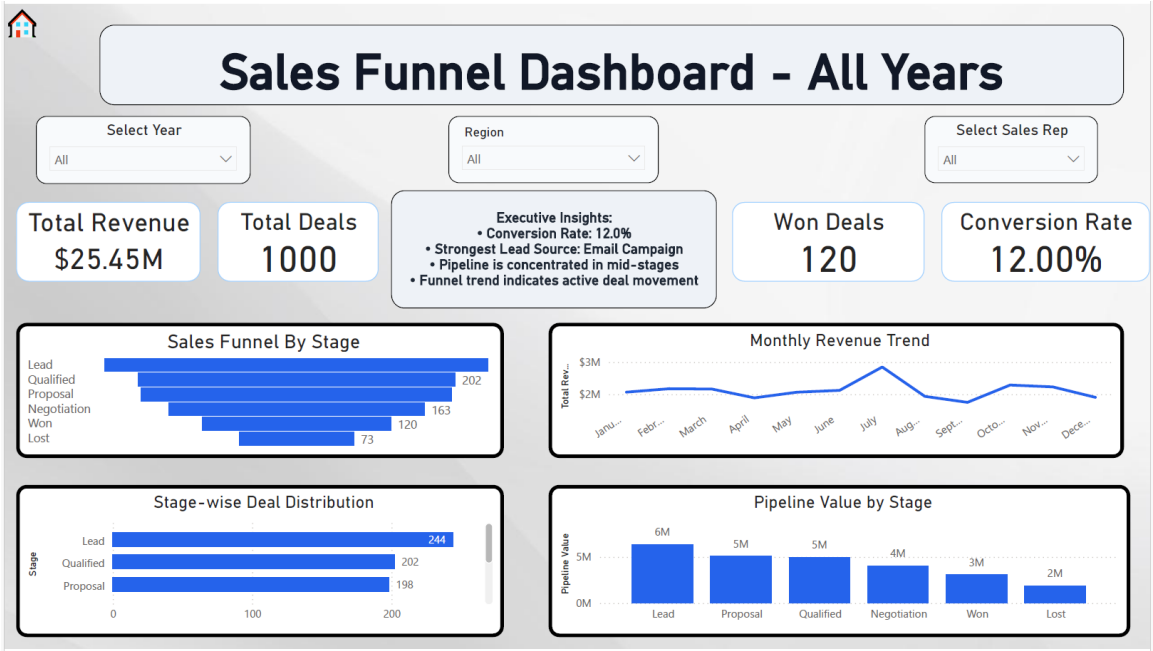 Sales Funnel Dashboard - All Years
Select Year
All
Region
All
Select Sales Rep
All
Total Revenue
$25.45M
Total Deals
1000
Executive Insights:
• Conversion Rate: 12.0%
• Strongest Lead Source: Email Campaign
• Pipeline is concentrated in mid-stages
• Funnel trend indicates active deal movement
Won Deals
120
Conversion Rate
12.00%
Sales Funnel By Stage
Lead
Qualified 202
Proposal
Negotiation 163
Won 120
Lost 73
Monthly Revenue Trend
Total Rev...
$3M
$2M
Janu... Febr... March April May June July Aug... Sept... Octo... Nov... Dece...
Stage-wise Deal Distribution
Stage
Lead 244
Qualified 202
Proposal 198
0 100 200
Pipeline Value by Stage
Pipeline Value
5M
0M
6M 5M 5M 4M 3M 2M
Lead Proposal Qualified Negotiation Won Lost